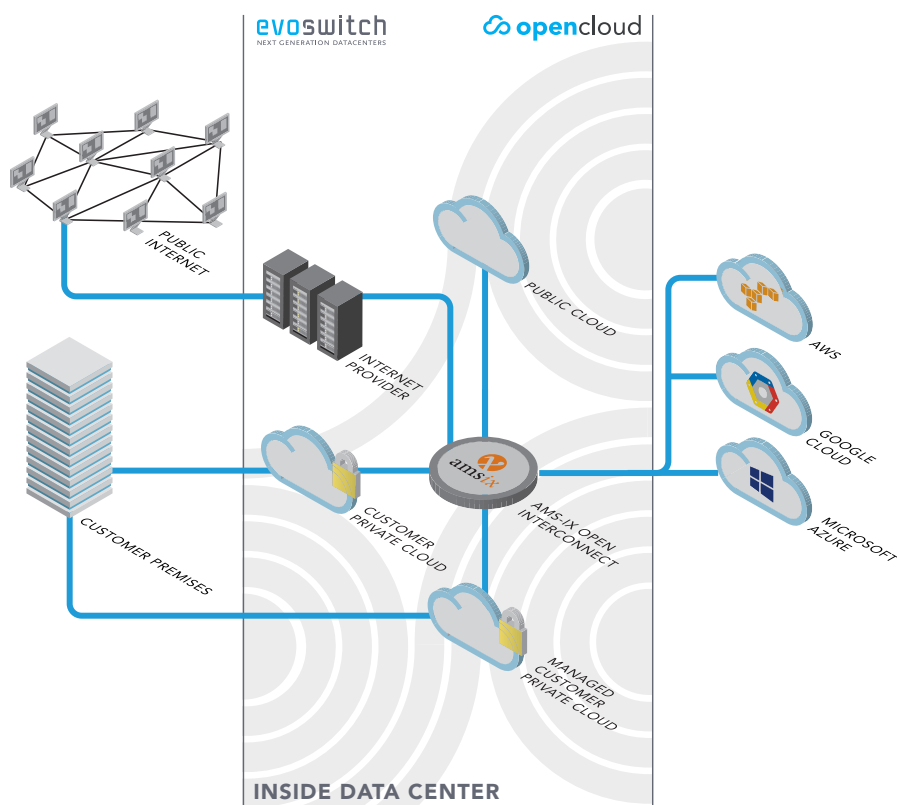 evoswitch
NEXT GENERATION DATACENTERS
opencloud
PUBLIC
INTERNET
PUBLIC CLOUD
INTERNET
PROVIDER
AWS
GOOGLE
CLOUD
amsix
CUSTOMER
PRIVATE CLOUD
AMS-IX OPEN
INTERCONNECT
MICROSOFT
AZURE
CUSTOMER PREMISES
MANAGED
CUSTOMER
PRIVATE CLOUD
INSIDE DATA CENTER